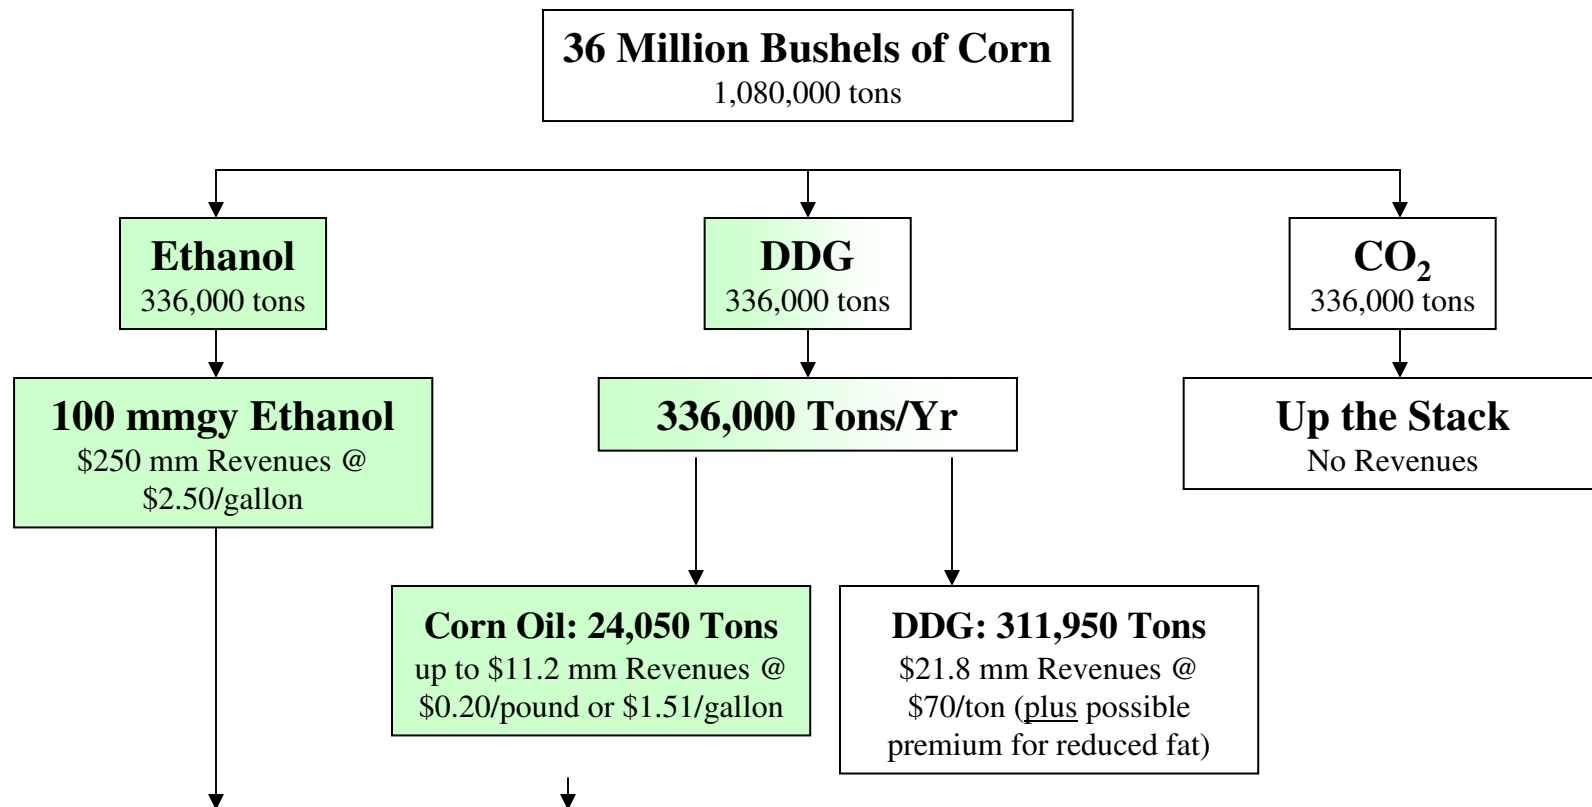 36 Million Bushels of Corn
1,080,000 tons
Ethanol
336,000 tons
DDG
336,000 tons
CO₂
336,000 tons
100 mmgy Ethanol
$250 mm Revenues @
$2.50/gallon
336,000 Tons/Yr
Up the Stack
No Revenues
Corn Oil: 24,050 Tons
up to $11.2 mm Revenues @
$0.20/pound or $1.51/gallon
DDG: 311,950 Tons
$21.8 mm Revenues @
$70/ton (plus possible
premium for reduced fat)